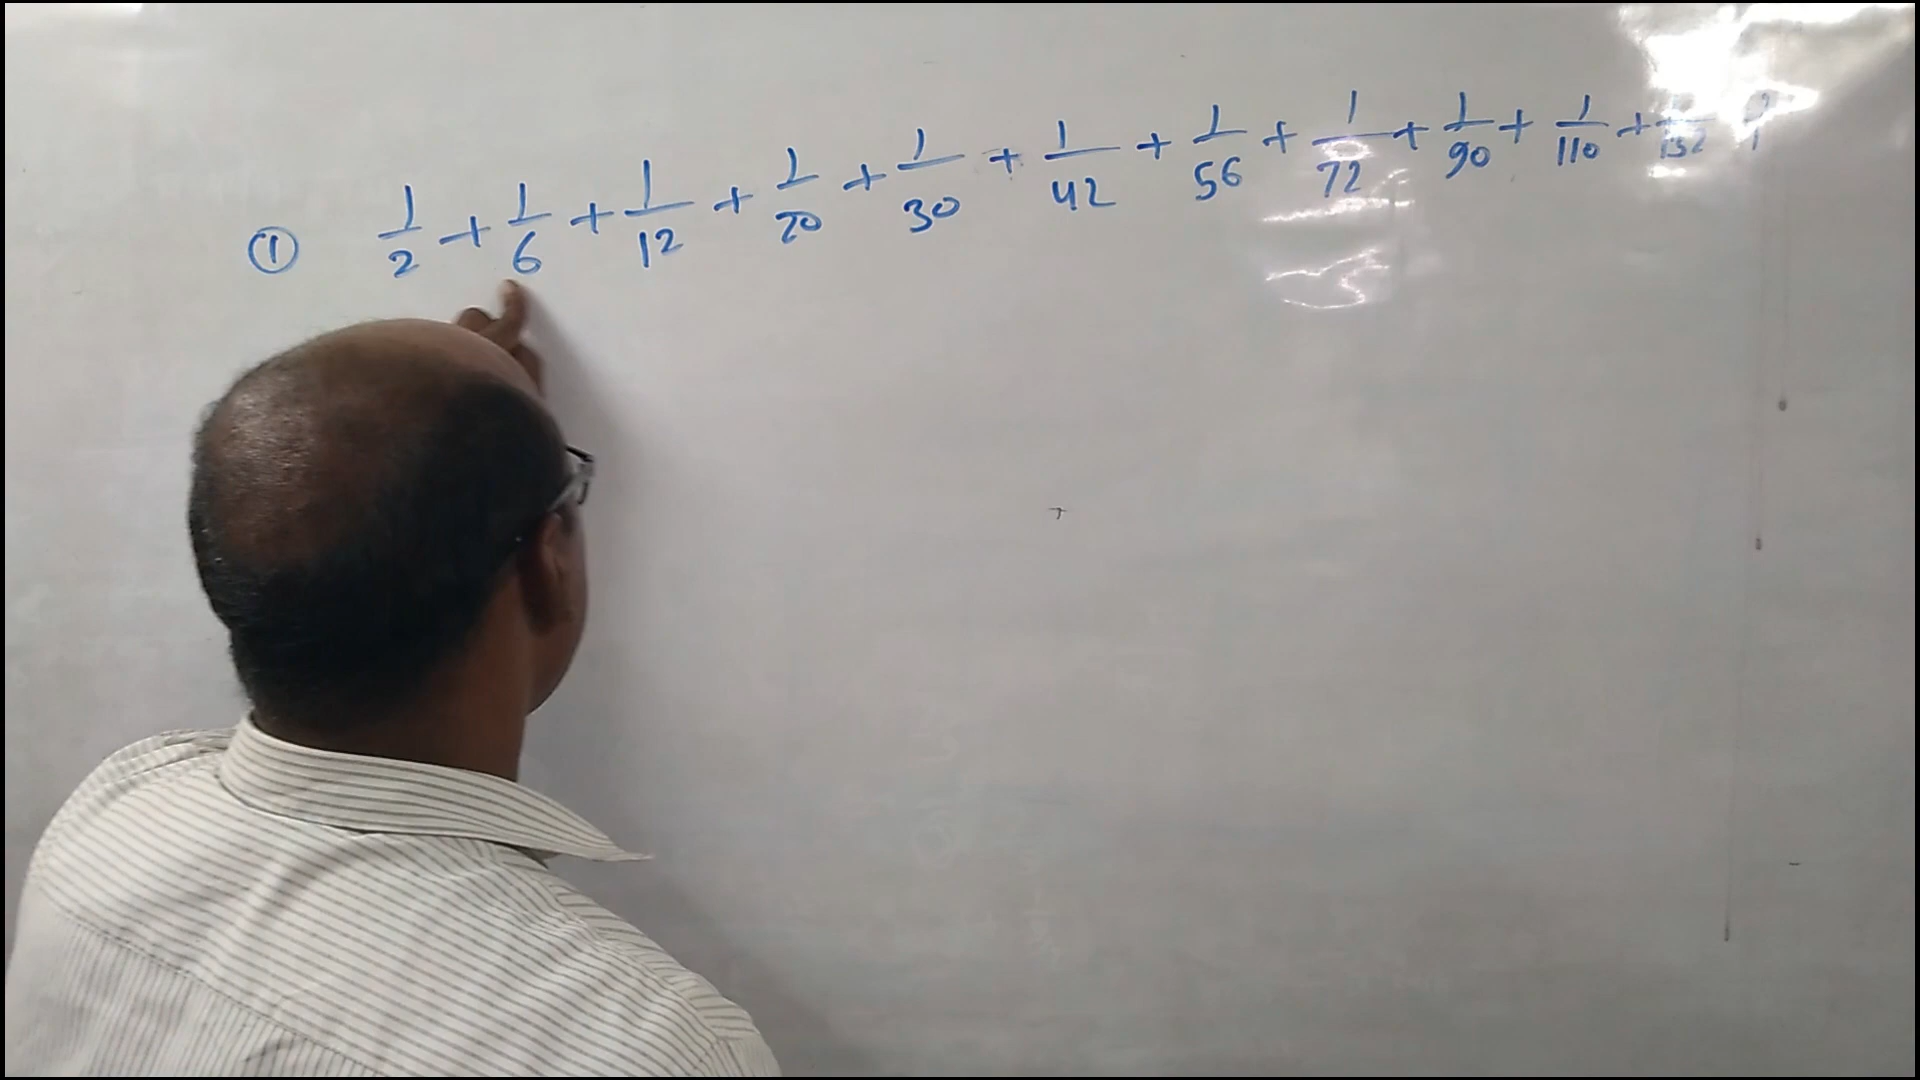 ① 1/2 + 1/6 + 1/12 + 1/20 + 1/30 + 1/42 + 1/56 + 1/72 + 1/90 + 1/110 + 1/132 ?